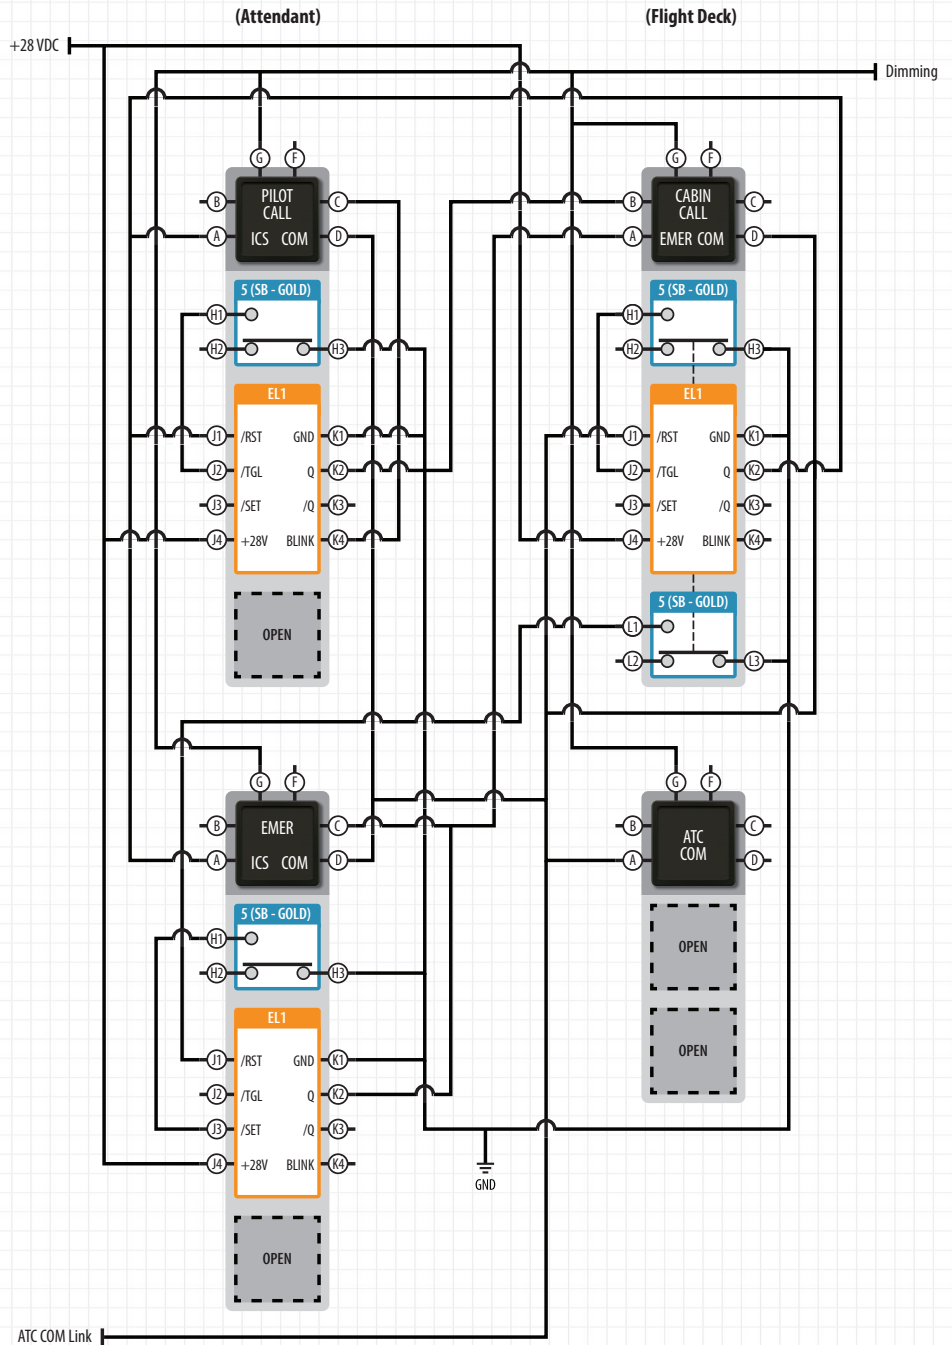 (Attendant) (Flight Deck)
+28 VDC
Dimming
G F G F
B PILOT CALL C B CABIN CALL C
A ICS COM D A EMER COM D
5 (SB - GOLD) 5 (SB - GOLD)
H1 H1
H2 H3 H2 H3
EL1 EL1
J1 /RST GND K1 J1 /RST GND K1
J2 /TGL Q K2 J2 /TGL Q K2
J3 /SET /Q K3 J3 /SET /Q K3
J4 +28V BLINK K4 J4 +28V BLINK K4
5 (SB - GOLD)
OPEN L1
L2 L3
G F G F
B EMER C B ATC COM C
A ICS COM D A D
5 (SB - GOLD)
H1 OPEN
H2 H3
EL1
OPEN
J1 /RST GND K1
J2 /TGL Q K2
J3 /SET /Q K3
J4 +28V BLINK K4
GND
OPEN
ATC COM Link